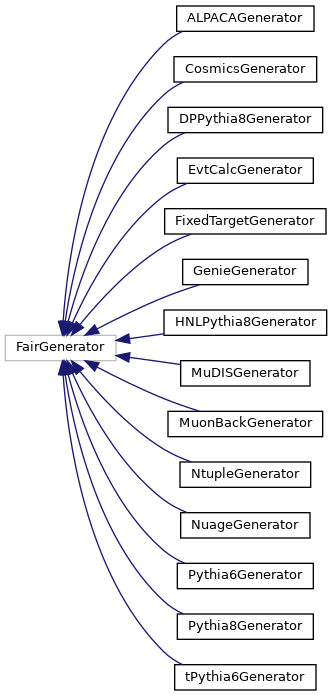 ALPACAGenerator
CosmicsGenerator
DPPythia8Generator
EvtCalcGenerator
FixedTargetGenerator
GenieGenerator
HNLPythia8Generator
FairGenerator
MuDISGenerator
MuonBackGenerator
NtupleGenerator
NuageGenerator
Pythia6Generator
Pythia8Generator
tPythia6Generator